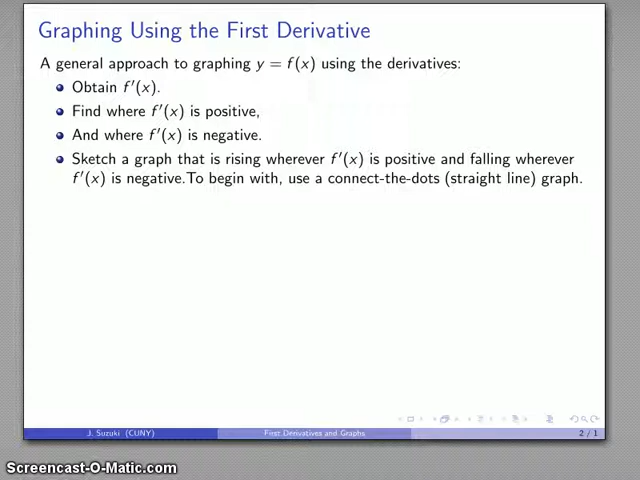 Graphing Using the First Derivative
A general approach to graphing y = f(x) using the derivatives:
Obtain f′(x).
Find where f′(x) is positive,
And where f′(x) is negative.
Sketch a graph that is rising wherever f′(x) is positive and falling wherever
f′(x) is negative.To begin with, use a connect-the-dots (straight line) graph.
J. Suzuki (CUNY) First Derivatives and Graphs 2 / 1
Screencast-O-Matic.com